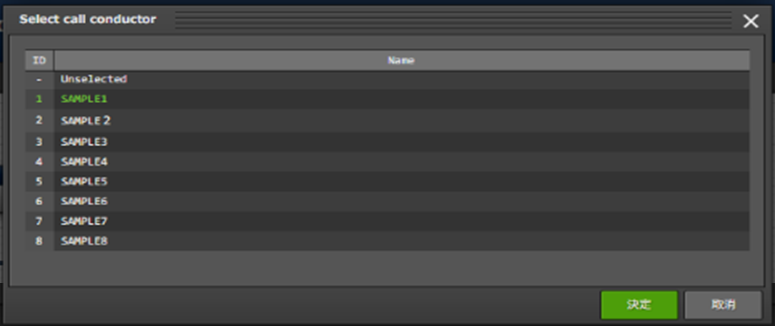 Select call conductor
ID Name
- Unselected
1 SAMPLE1
2 SAMPLE 2
3 SAMPLE3
4 SAMPLE4
5 SAMPLE5
6 SAMPLE6
7 SAMPLE7
8 SAMPLE8
決定 取消